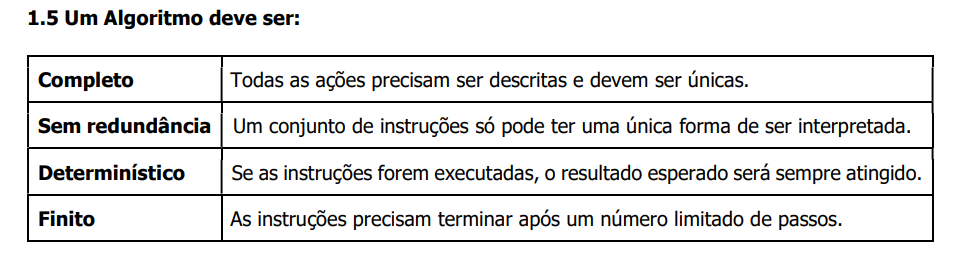 1.5 Um Algoritmo deve ser:
Completo Todas as ações precisam ser descritas e devem ser únicas.
Sem redundância Um conjunto de instruções só pode ter uma única forma de ser interpretada.
Determinístico Se as instruções forem executadas, o resultado esperado será sempre atingido.
Finito As instruções precisam terminar após um número limitado de passos.